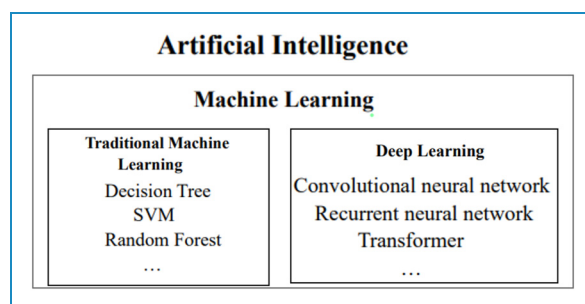 Artificial Intelligence
Machine Learning
Traditional Machine
Learning
Decision Tree
SVM
Random Forest
...
Deep Learning
Convolutional neural network
Recurrent neural network
Transformer
...